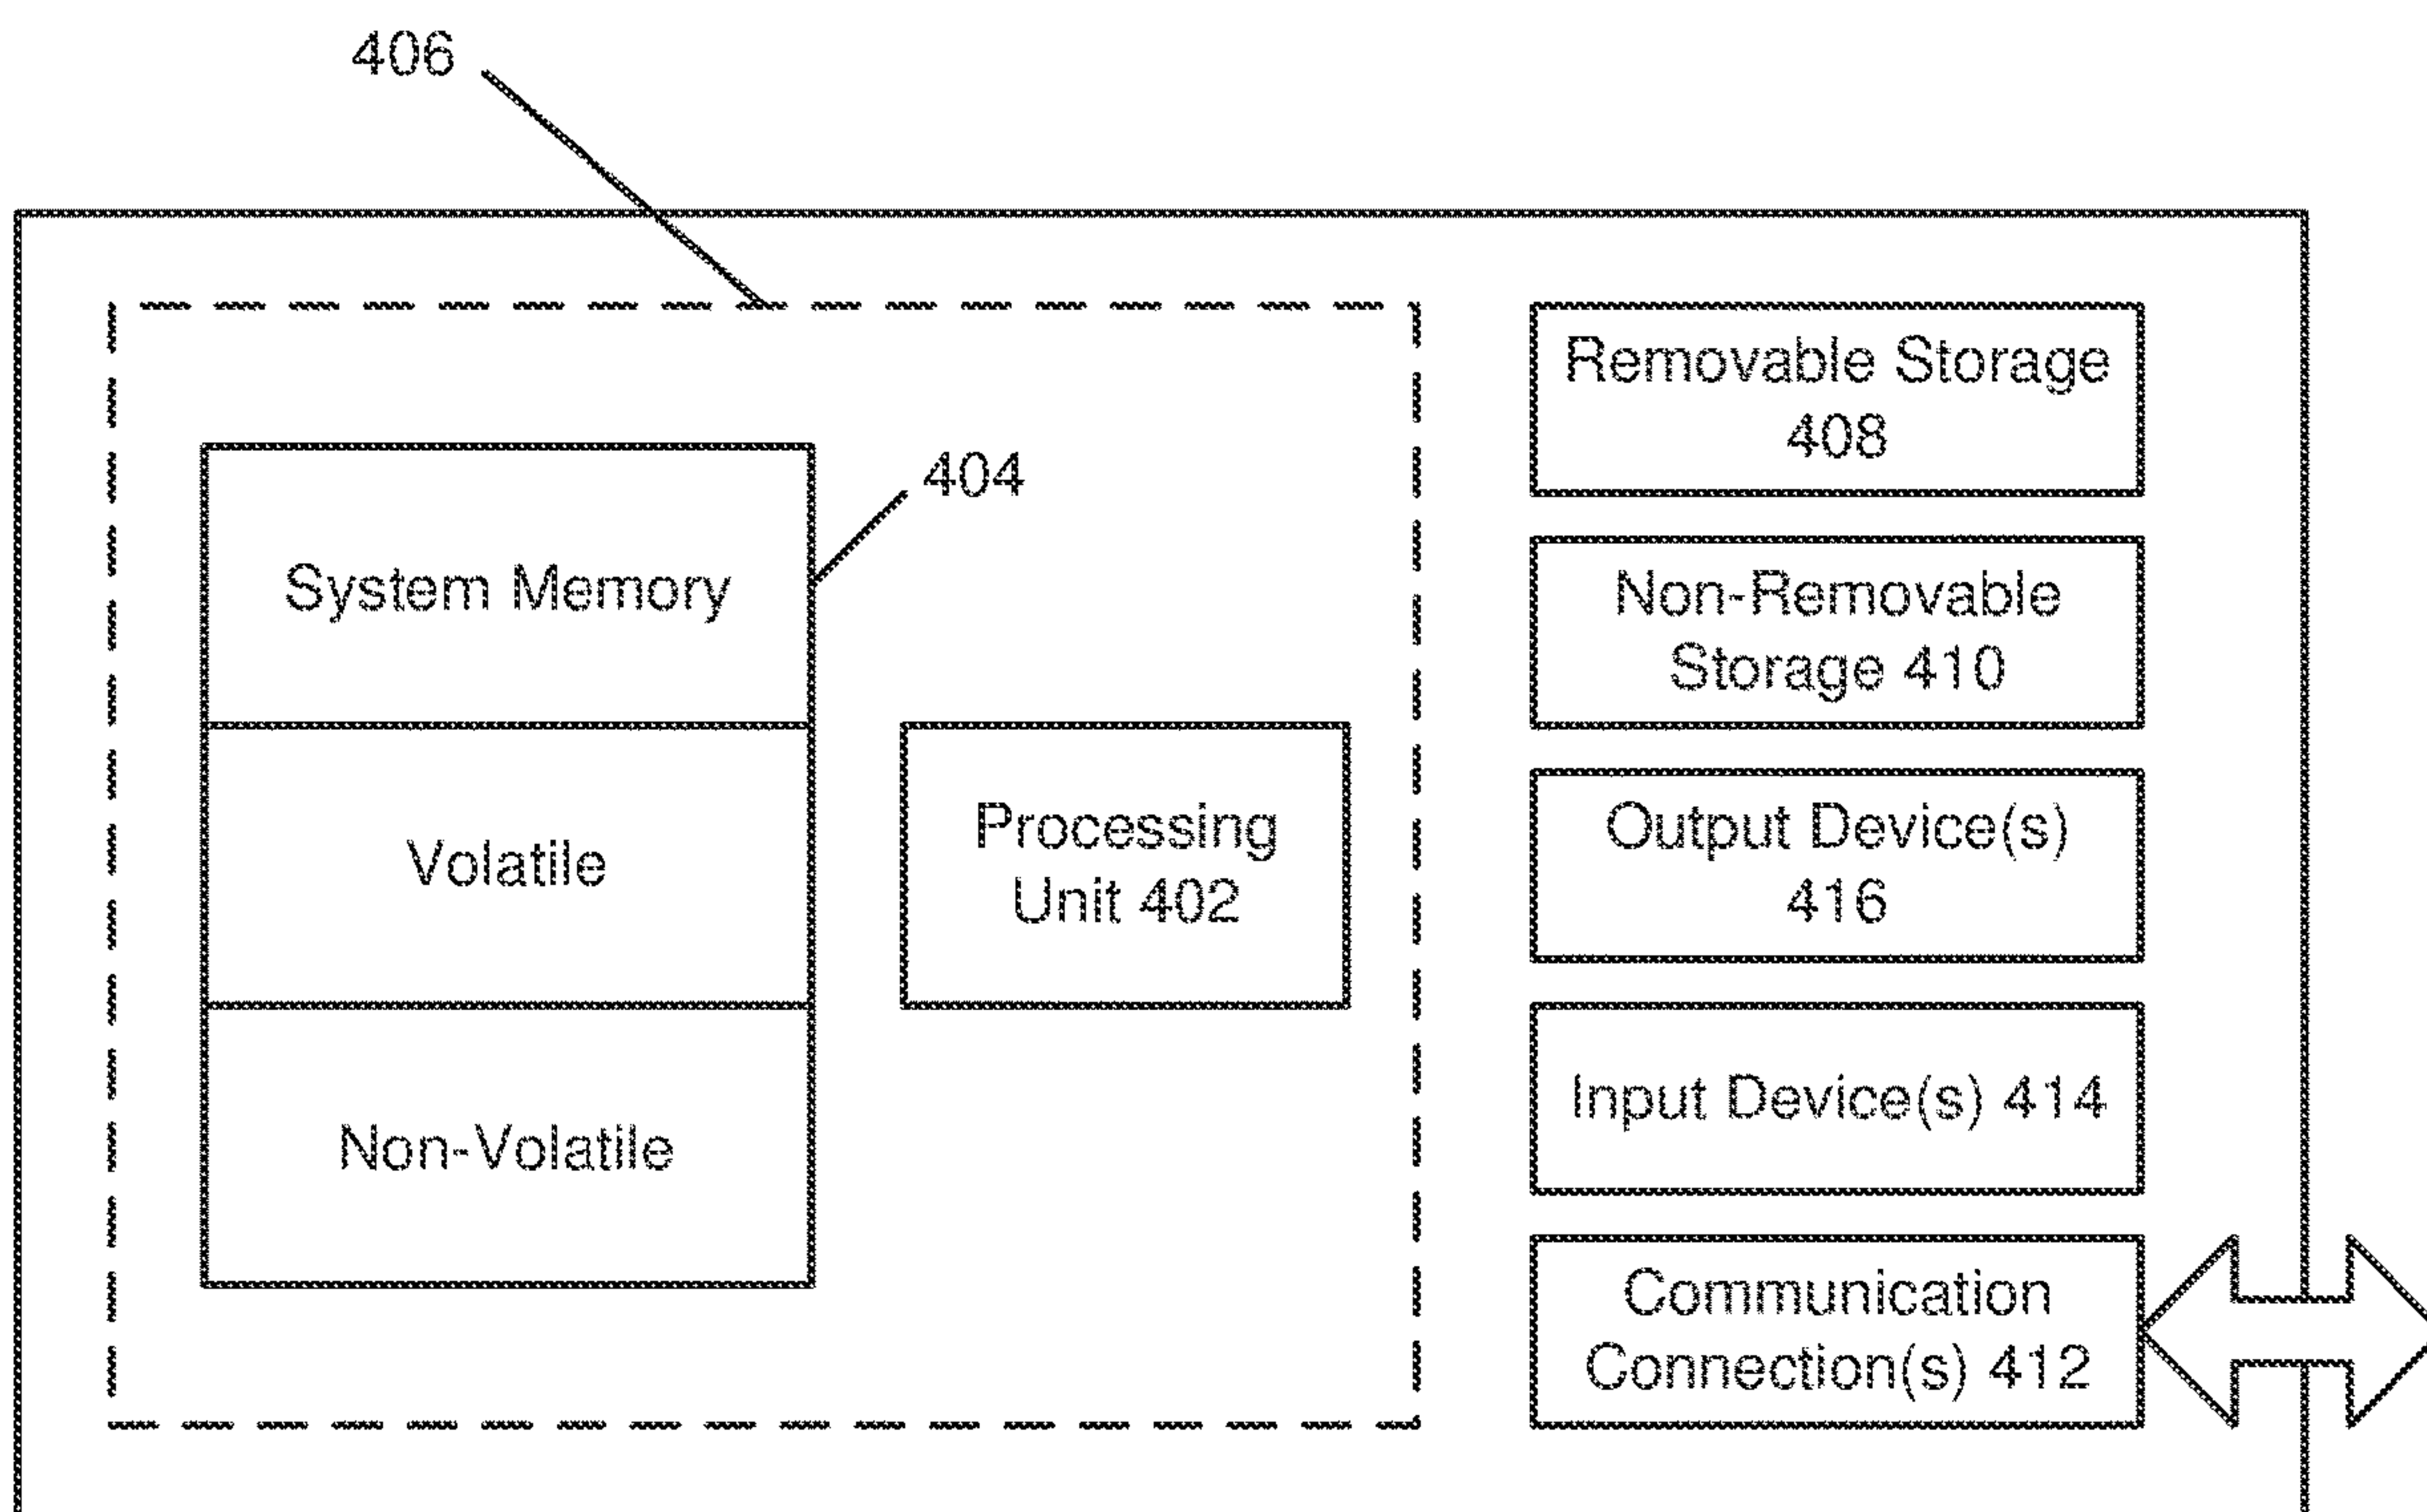 406
404
System Memory
Volatile
Non-Volatile
Processing
Unit 402
Removable Storage
408
Non-Removable
Storage 410
Output Device(s)
416
Input Device(s) 414
Communication
Connection(s) 412